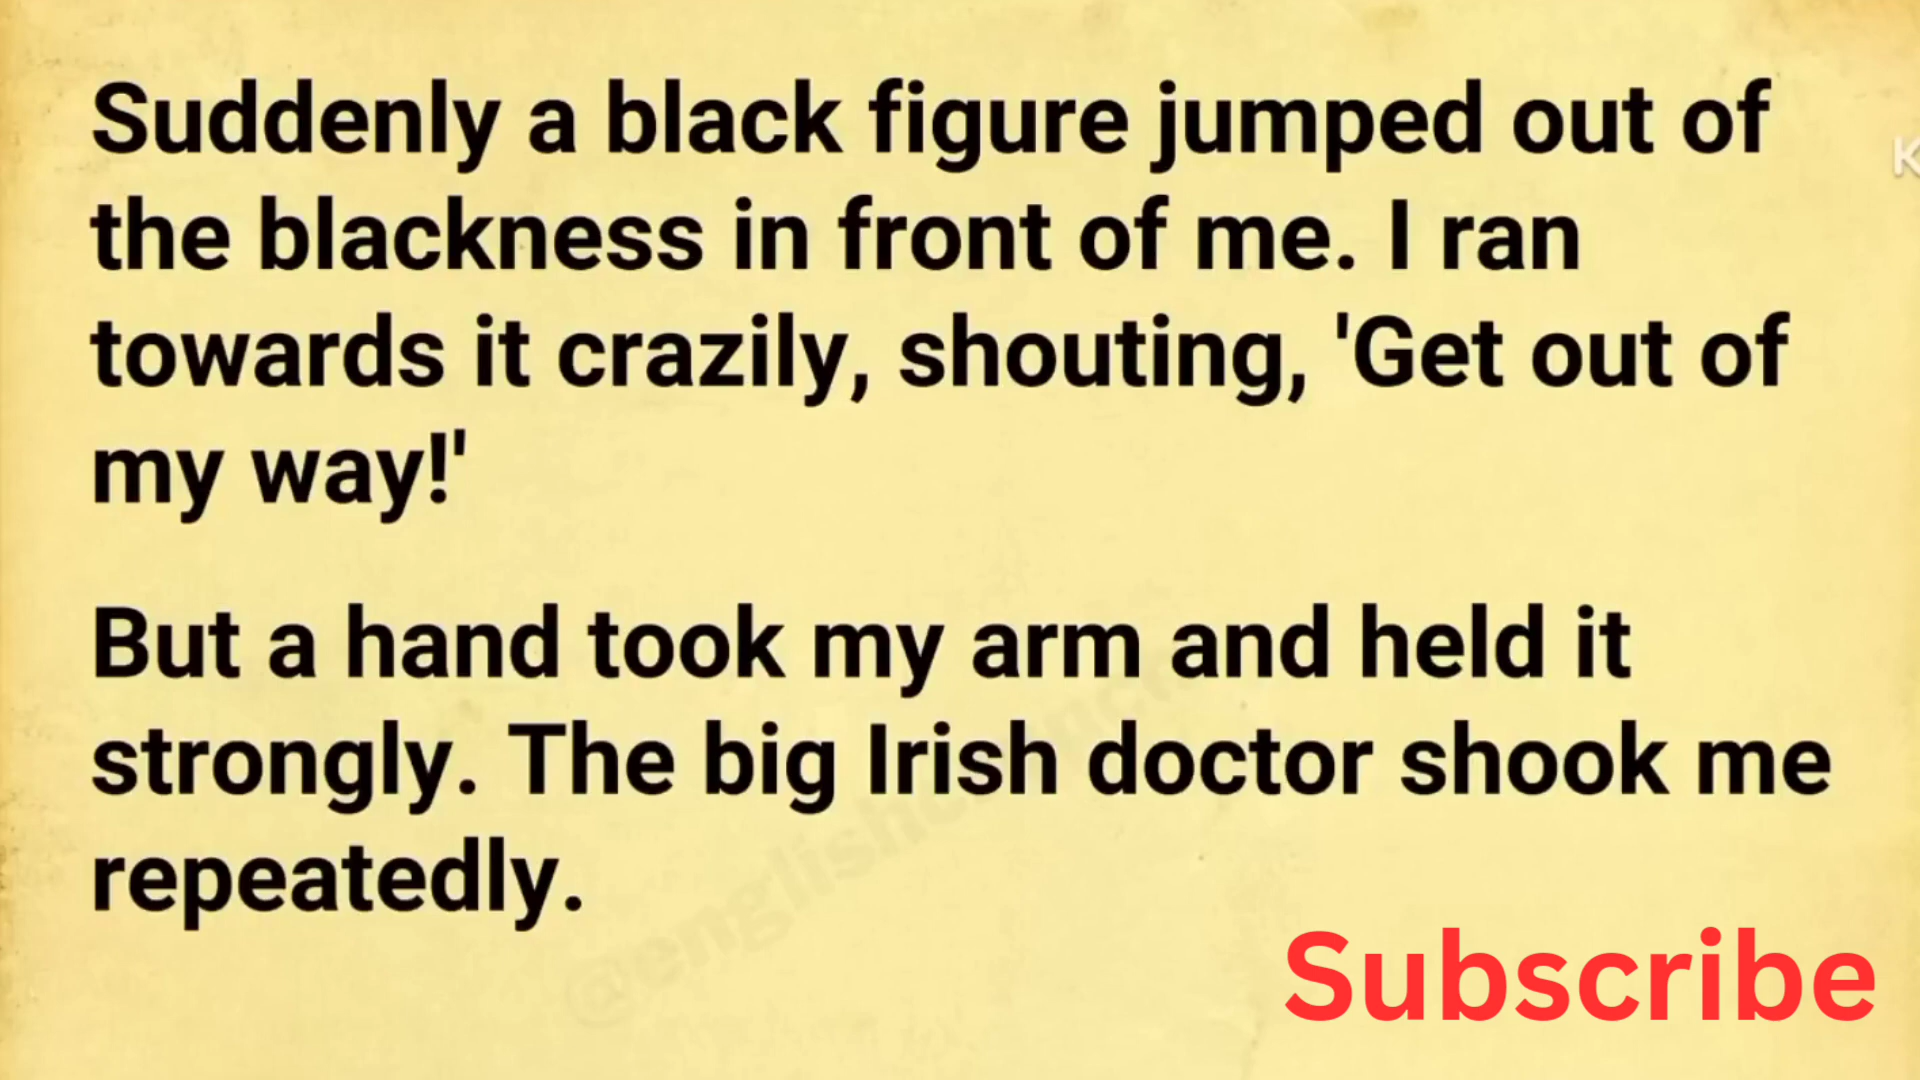 Suddenly a black figure jumped out of
the blackness in front of me. I ran
towards it crazily, shouting, 'Get out of
my way!'
But a hand took my arm and held it
strongly. The big Irish doctor shook me
repeatedly.
Subscribe